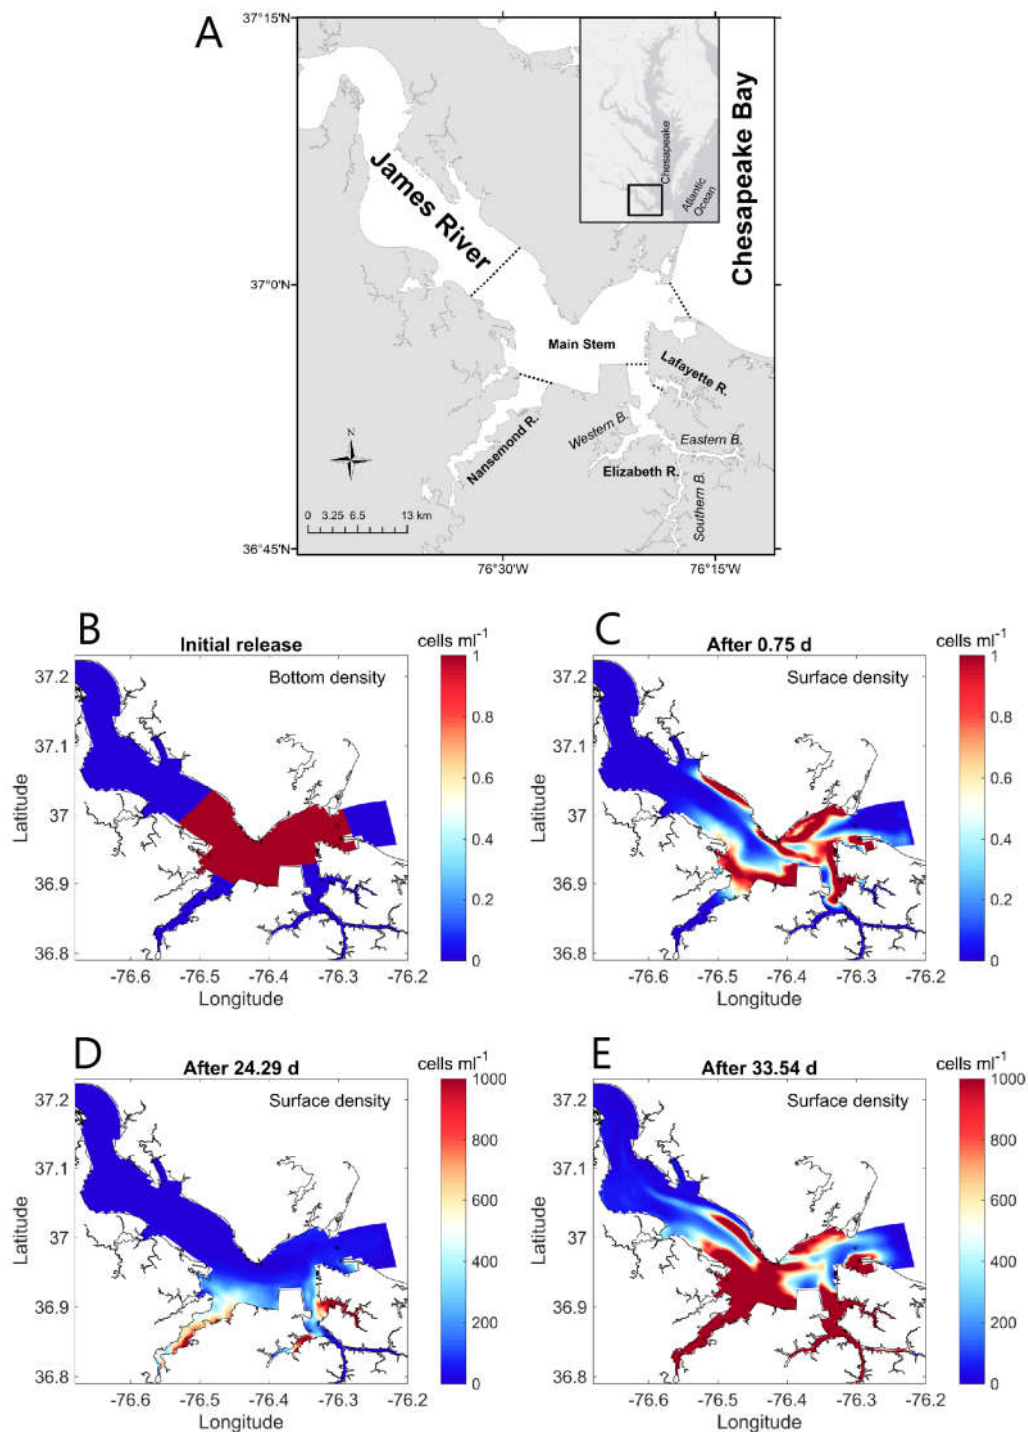 A
37°15'N
37°0'N
36°45'N
76°30'W
76°15'W
James River
Chesapeake Bay
Chesapeake
Atlantic
Ocean
Main Stem
Lafayette R.
Nansemond R.
Western B.
Eastern B.
Elizabeth R.
Southern B.
N
0 3.25 6.5 13 km
B
Initial release
cells ml-1
Bottom density
37.2
37.1
37
36.9
36.8
Latitude
-76.6 -76.5 -76.4 -76.3 -76.2
Longitude
1
0.8
0.6
0.4
0.2
0
C
After 0.75 d
cells ml-1
Surface density
37.2
37.1
37
36.9
36.8
Latitude
-76.6 -76.5 -76.4 -76.3 -76.2
Longitude
1
0.8
0.6
0.4
0.2
0
D
After 24.29 d
cells ml-1
Surface density
37.2
37.1
37
36.9
36.8
Latitude
-76.6 -76.5 -76.4 -76.3 -76.2
Longitude
1000
800
600
400
200
0
E
After 33.54 d
cells ml-1
Surface density
37.2
37.1
37
36.9
36.8
Latitude
-76.6 -76.5 -76.4 -76.3 -76.2
Longitude
1000
800
600
400
200
0